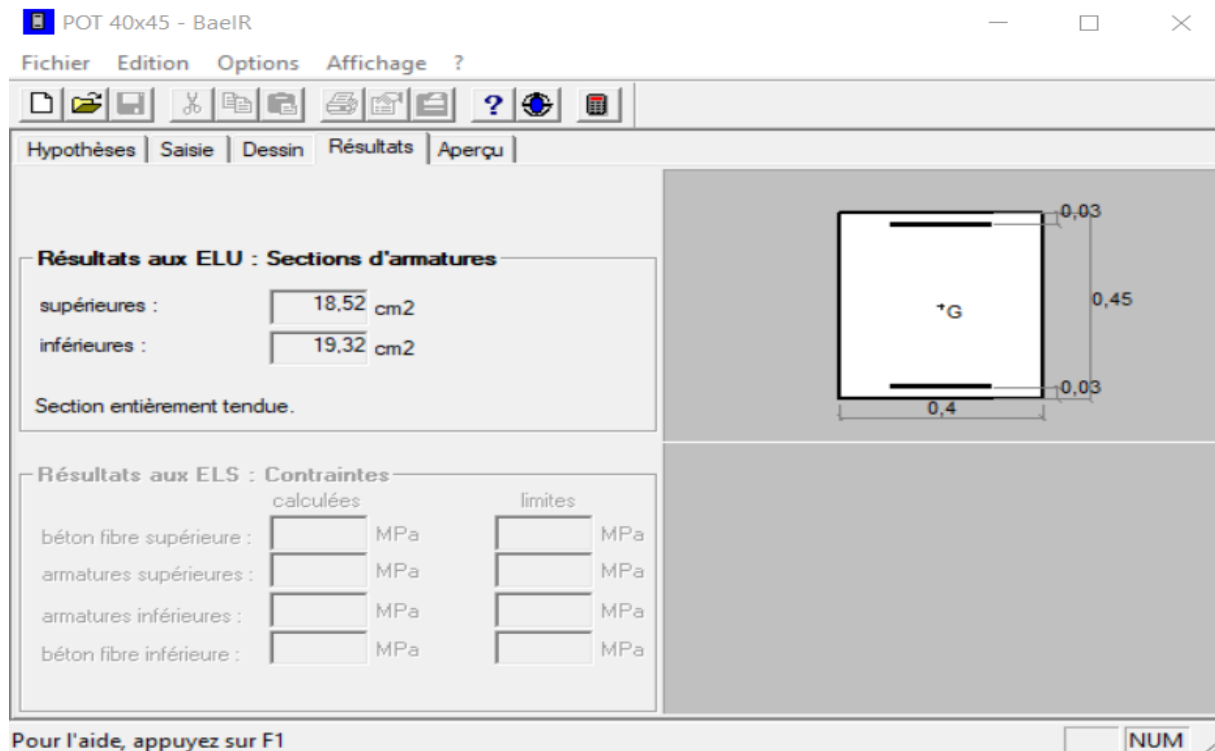 POT 40x45 - BaelR
Fichier Edition Options Affichage ?
Hypothèses Saisie Dessin Résultats Aperçu
Résultats aux ELU : Sections d'armatures
supérieures : 18,52 cm2
inférieures : 19,32 cm2
Section entièrement tendue.
0,03
0,45
G
0,03
0,4
Résultats aux ELS : Contraintes
calculées limites
béton fibre supérieure : MPa MPa
armatures supérieures : MPa MPa
armatures inférieures : MPa MPa
béton fibre inférieure : MPa MPa
Pour l'aide, appuyez sur F1
NUM